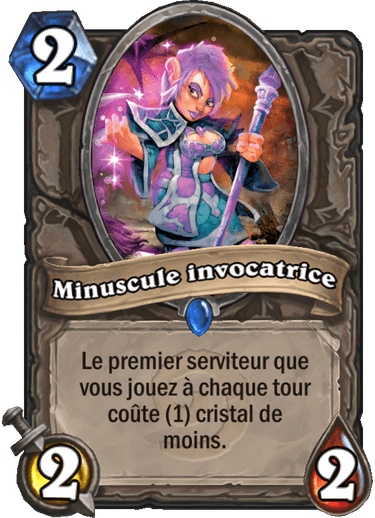 2
Minuscule invocatrice
Le premier serviteur que
vous jouez à chaque tour
coûte (1) cristal de
moins.
2
2